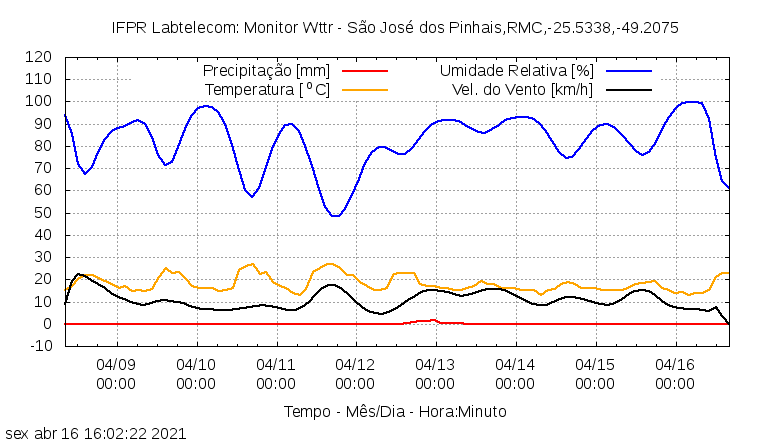 IFPR Labtelecom: Monitor Wttr - São José dos Pinhais,RMC,-25.5338,-49.2075
Precipitação [mm] Umidade Relativa [%]
Temperatura [⁰C] Vel. do Vento [km/h]
120
110
100
90
80
70
60
50
40
30
20
10
0
-10
04/09 04/10 04/11 04/12 04/13 04/14 04/15 04/16
00:00 00:00 00:00 00:00 00:00 00:00 00:00 00:00
Tempo - Mês/Dia - Hora:Minuto
sex abr 16 16:02:22 2021